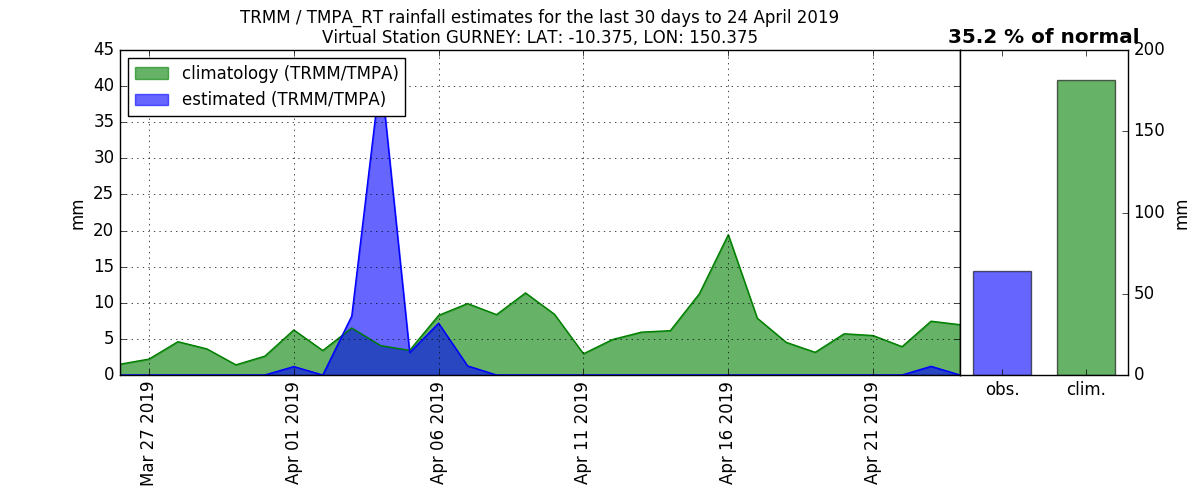 TRMM / TMPA_RT rainfall estimates for the last 30 days to 24 April 2019
Virtual Station GURNEY: LAT: -10.375, LON: 150.375
35.2 % of normal
climatology (TRMM/TMPA)
estimated (TRMM/TMPA)
45
40
35
30
25
20
15
10
5
0
mm
Mar 27 2019
Apr 01 2019
Apr 06 2019
Apr 11 2019
Apr 16 2019
Apr 21 2019
200
150
100
50
0
mm
obs.
clim.